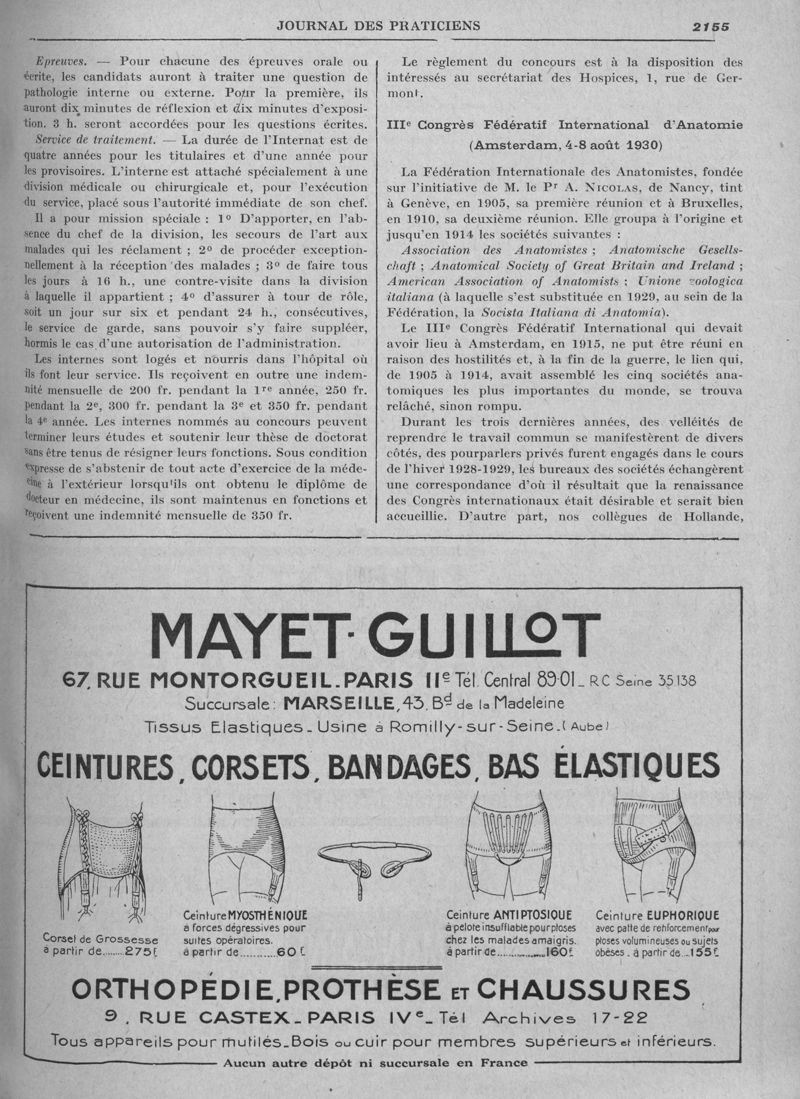 JOURNAL DES PRATICIENS
2155
Epreuves. — Pour chacune des épreuves orale ou
écrite, les candidats auront à traiter une question de
pathologie interne ou externe. Pour la première, ils
auront dix minutes de réflexion et dix minutes d'exposi-
tion. 3 h. seront accordées pour les questions écrites.
Service de traitement. — La durée de l'Internat est de
quatre années pour les titulaires et d'une année pour
les provisoires. L'interne est attaché spécialement à une
division médicale ou chirurgicale et, pour l'exécution
du service, placé sous l'autorité immédiate de son chef.
Il a pour mission spéciale : 1° D'apporter, en l'ab-
sence du chef de la division, les secours de l'art aux
malades qui les réclament ; 2° de procéder exception-
nellement à la réception des malades ; 3° de faire tous
les jours à 16 h., une contre-visite dans la division
à laquelle il appartient ; 4° d'assurer à tour de rôle,
soit un jour sur six et pendant 24 h., consécutives,
le service de garde, sans pouvoir s'y faire suppléer,
hormis le cas d'une autorisation de l'administration.
Les internes sont logés et nourris dans l'hôpital où
ils font leur service. Ils reçoivent en outre une indem-
nité mensuelle de 200 fr. pendant la 1re année, 250 fr.
pendant la 2e, 300 fr. pendant la 3e et 350 fr. pendant
la 4e année. Les internes nommés au concours peuvent
terminer leurs études et soutenir leur thèse de doctorat
sans être tenus de résigner leurs fonctions. Sous condition
expresse de s'abstenir de tout acte d'exercice de la méde-
cine à l'extérieur lorsqu'ils ont obtenu le diplôme de
docteur en médecine, ils sont maintenus en fonctions et
reçoivent une indemnité mensuelle de 350 fr.
Le règlement du concours est à la disposition des
intéressés au secrétariat des Hospices, 1, rue de Ger-
mont.
IIIe Congrès Fédératif International d'Anatomie
(Amsterdam, 4-8 août 1930)
La Fédération Internationale des Anatomistes, fondée
sur l'initiative de M. le Pr A. NICOLAS, de Nancy, tint
à Genève, en 1905, sa première réunion et à Bruxelles,
en 1910, sa deuxième réunion. Elle groupa à l'origine et
jusqu'en 1914 les sociétés suivantes :
Association des Anatomistes ; Anatomische Gesells-
chaft ; Anatomical Society of Great Britain and Ireland ;
American Association of Anatomists ; Unione zoologica
italiana (à laquelle s'est substituée en 1929, au sein de la
Fédération, la Socista Italiana di Anatomia).
Le IIIe Congrès Fédératif International qui devait
avoir lieu à Amsterdam, en 1915, ne put être réuni en
raison des hostilités et, à la fin de la guerre, le lien qui,
de 1905 à 1914, avait assemblé les cinq sociétés ana-
tomiques les plus importantes du monde, se trouva
relâché, sinon rompu.
Durant les trois dernières années, des velléités de
reprendre le travail commun se manifestèrent de divers
côtés, des pourparlers privés furent engagés dans le cours
de l'hiver 1928-1929, les bureaux des sociétés échangèrent
une correspondance d'où il résultait que la renaissance
des Congrès internationaux était désirable et serait bien
accueillie. D'autre part, nos collègues de Hollande,
MAYET-GUILLOT
67, RUE MONTORGUEIL-PARIS IIe Tél. Central 89-01_ R.C Seine 35138
Succursale: MARSEILLE, 43, Bd de la Madeleine
Tissus Elastiques_ Usine à Romilly-sur-Seine_(Aube)
CEINTURES, CORSETS, BANDAGES, BAS ÉLASTIQUES
Corset de Grossesse
à partir de........275f.
Ceinture MYOSTHÉNIQUE
à forces dégressives pour
suites opératoires.
à partir de...........60 f.
Ceinture ANTIPTOSIQUE
à pelote insufflable pour ptoses
chez les malades amaigris.
à partir de...............160f.
Ceinture EUPHORIQUE
avec patte de renforcement pour
ptoses volumineuses ou sujets
obèses. à partir de...155f.
ORTHOPÉDIE, PROTHÈSE ET CHAUSSURES
9, RUE CASTEX_ PARIS IVe_ Tél Archives 17-22
Tous appareils pour mutilés_Bois ou cuir pour membres supérieurs et inférieurs.
Aucun autre dépôt ni succursale en France